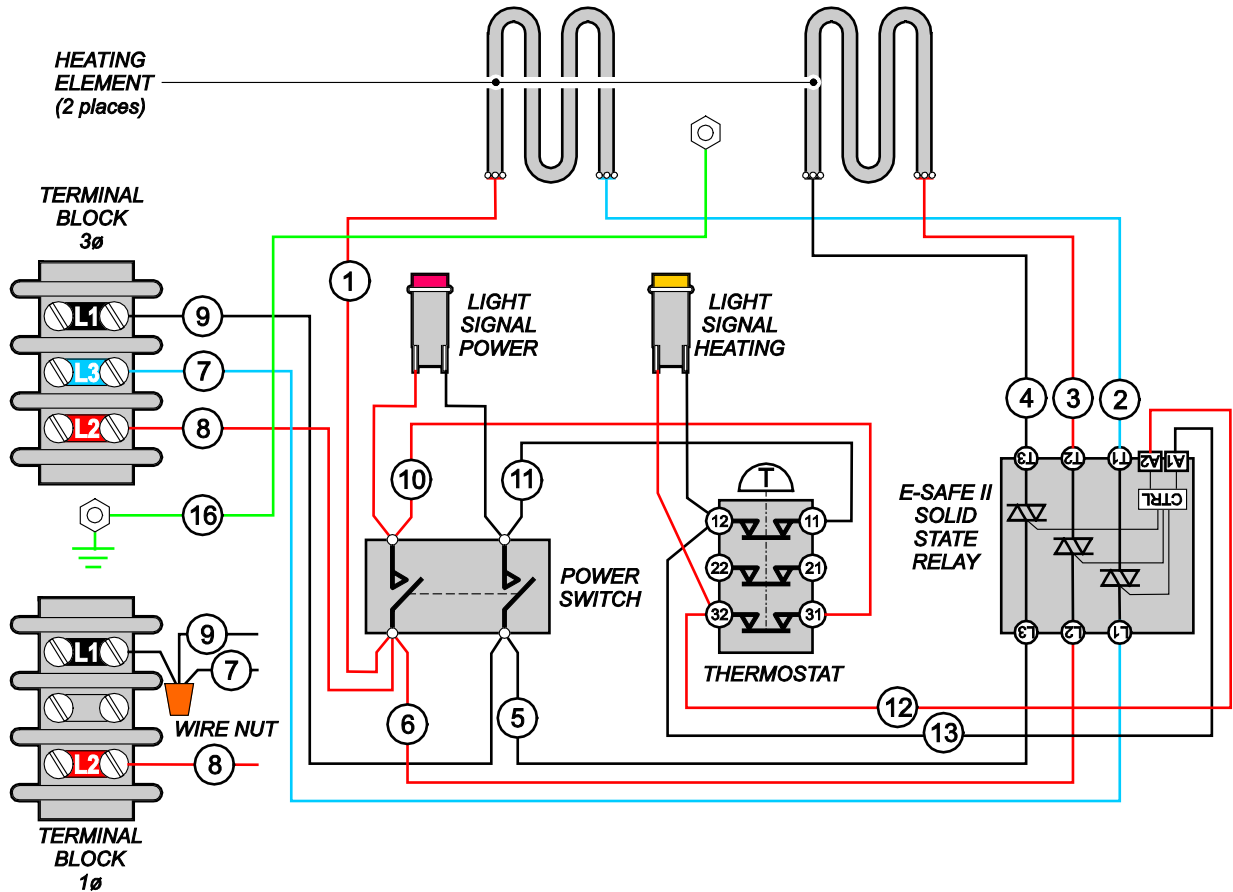 HEATING
ELEMENT
(2 places)
TERMINAL
BLOCK
3ø
L1
9
L3
7
L2
8
16
1
LIGHT
SIGNAL
POWER
LIGHT
SIGNAL
HEATING
4
3
2
10
11
T
12
11
22
21
32
31
THERMOSTAT
POWER
SWITCH
E-SAFE II
SOLID
STATE
RELAY
T3
T2
T1
A2
A1
CTRL
L3
L2
L1
6
5
12
13
L1
9
7
WIRE NUT
L2
8
TERMINAL
BLOCK
1ø